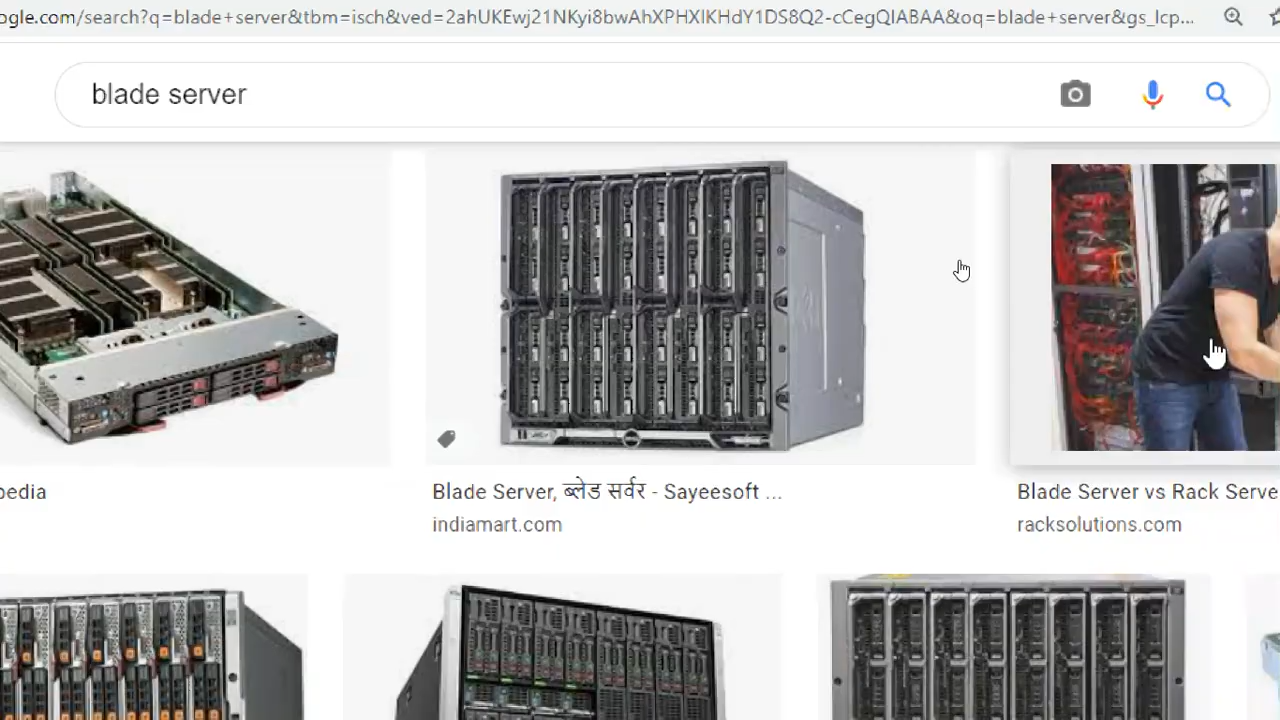 ogle.com/search?q=blade+server&tbm=isch&ved=2ahUKEwj21NKyi8bwAhXPHXIKHdY1DS8Q2-cCegQIABAA&oq=blade+server&gs_lcp...
blade server
pedia
Blade Server, ब्लेड सर्वर - Sayeesoft ...
indiamart.com
Blade Server vs Rack Serve
racksolutions.com